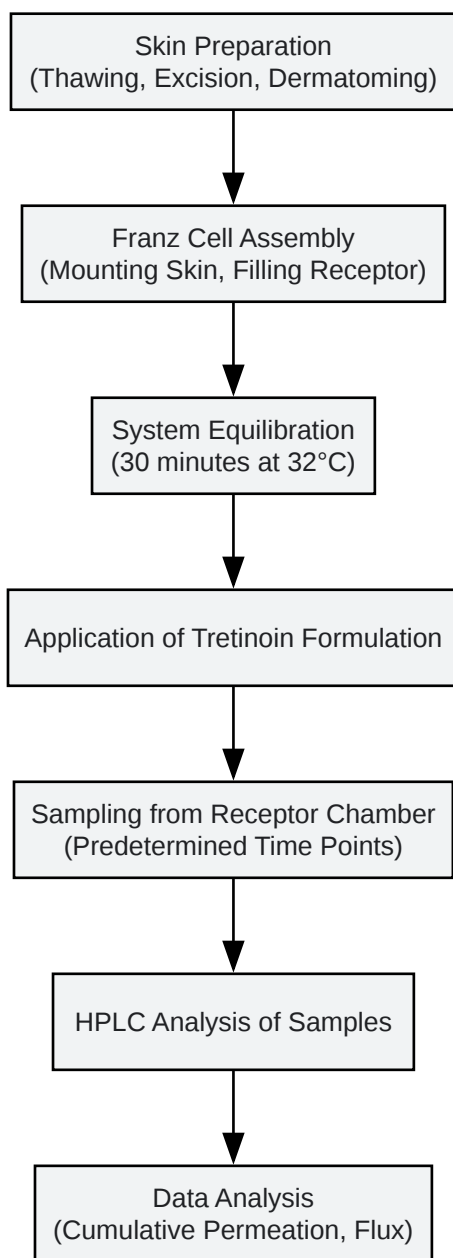 Skin Preparation
(Thawing, Excision, Dermatoming)
Franz Cell Assembly
(Mounting Skin, Filling Receptor)
System Equilibration
(30 minutes at 32°C)
Application of Tretinoin Formulation
Sampling from Receptor Chamber
(Predetermined Time Points)
HPLC Analysis of Samples
Data Analysis
(Cumulative Permeation, Flux)